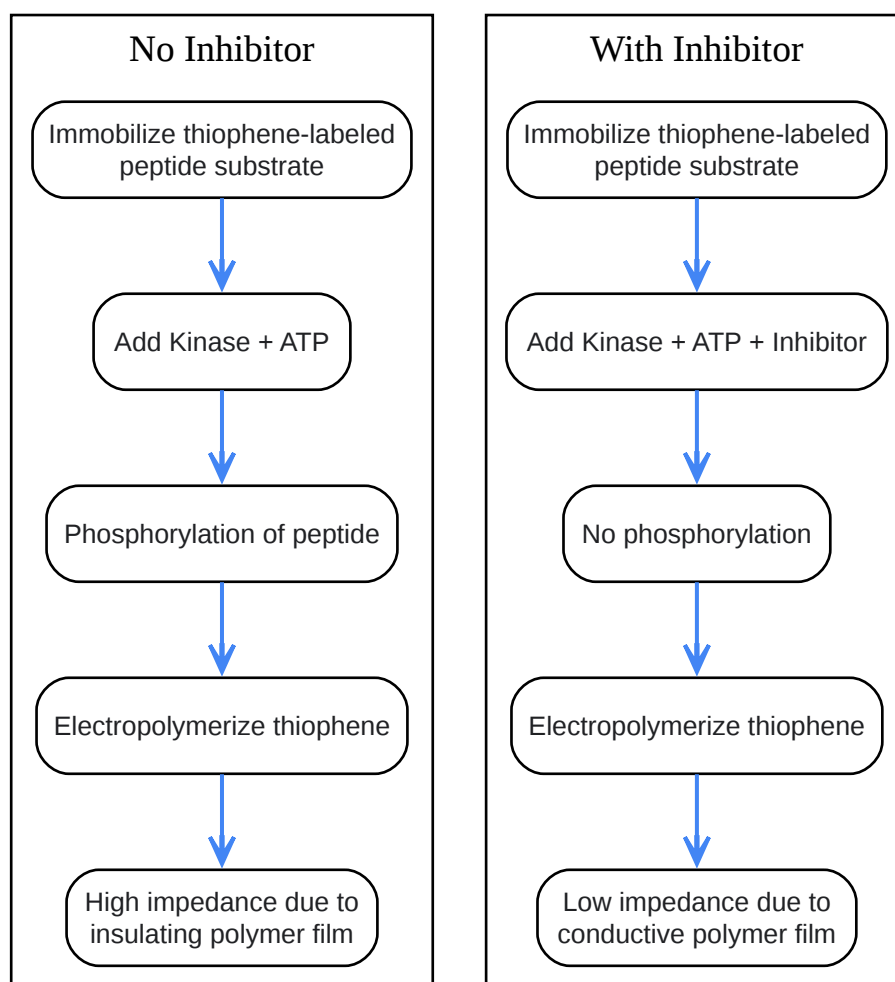 No Inhibitor
Immobilize thiophene-labeled
peptide substrate
Add Kinase + ATP
Phosphorylation of peptide
Electropolymerize thiophene
High impedance due to
insulating polymer film
With Inhibitor
Immobilize thiophene-labeled
peptide substrate
Add Kinase + ATP + Inhibitor
No phosphorylation
Electropolymerize thiophene
Low impedance due to
conductive polymer film